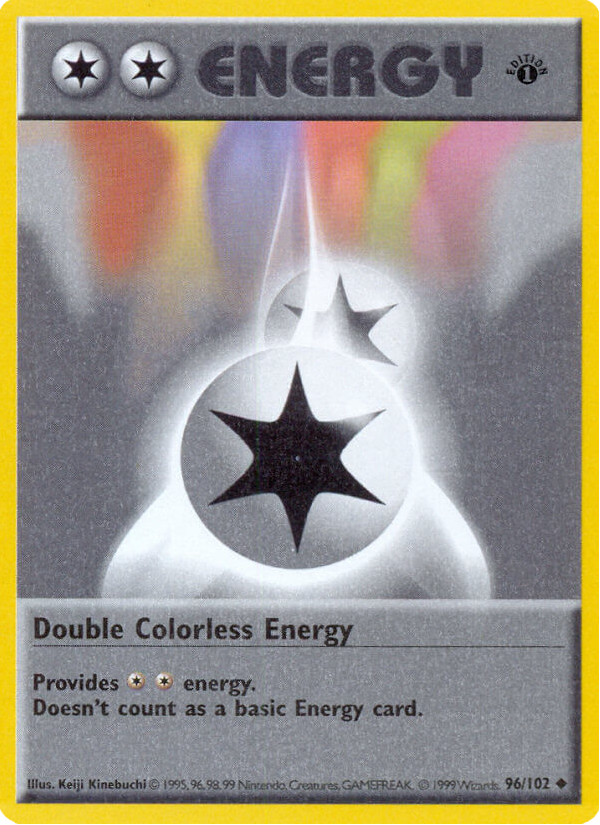 ENERGY
EDITION 1
Double Colorless Energy
Provides energy.
Doesn't count as a basic Energy card.
Illus. Keiji Kinebuchi © 1995, 96, 98, 99 Nintendo, Creatures, GAMEFREAK. © 1999 Wizards. 96/102 ◆